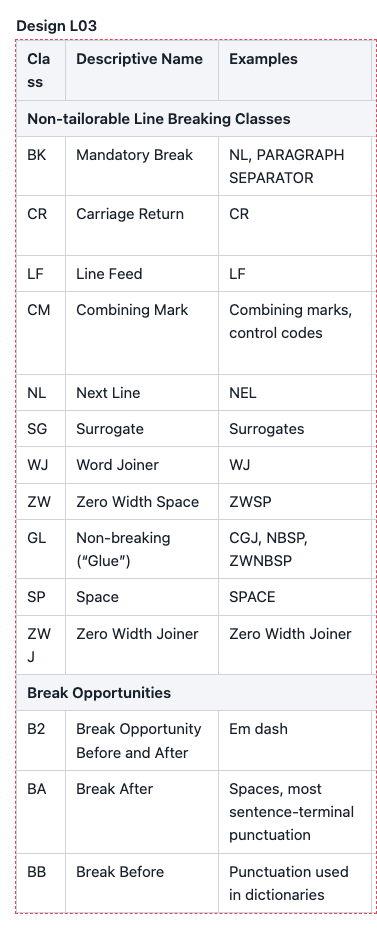 Design L03
Cla
ss
Descriptive Name
Examples
Non-tailorable Line Breaking Classes
BK
Mandatory Break
NL, PARAGRAPH
SEPARATOR
CR
Carriage Return
CR
LF
Line Feed
LF
CM
Combining Mark
Combining marks,
control codes
NL
Next Line
NEL
SG
Surrogate
Surrogates
WJ
Word Joiner
WJ
ZW
Zero Width Space
ZWSP
GL
Non-breaking
(“Glue”)
CGJ, NBSP,
ZWNBSP
SP
Space
SPACE
ZW
J
Zero Width Joiner
Zero Width Joiner
Break Opportunities
B2
Break Opportunity
Before and After
Em dash
BA
Break After
Spaces, most
sentence-terminal
punctuation
BB
Break Before
Punctuation used
in dictionaries